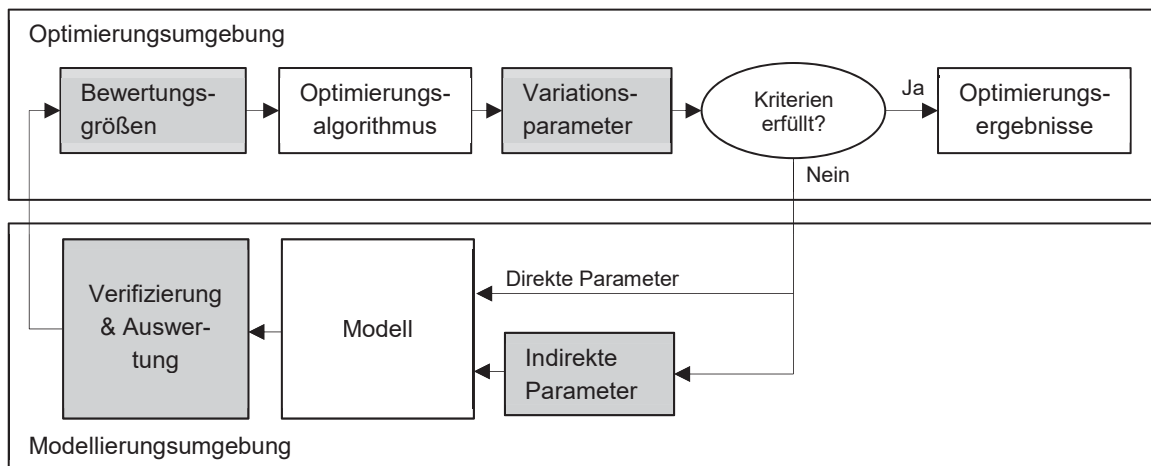 Optimierungsumgebung
Bewertungs-
größen
Optimierungs-
algorithmus
Variations-
parameter
Kriterien
erfüllt?
Ja
Optimierungs-
ergebnisse
Nein
Verifizierung
& Auswer-
tung
Modell
Direkte Parameter
Indirekte
Parameter
Modellierungsumgebung